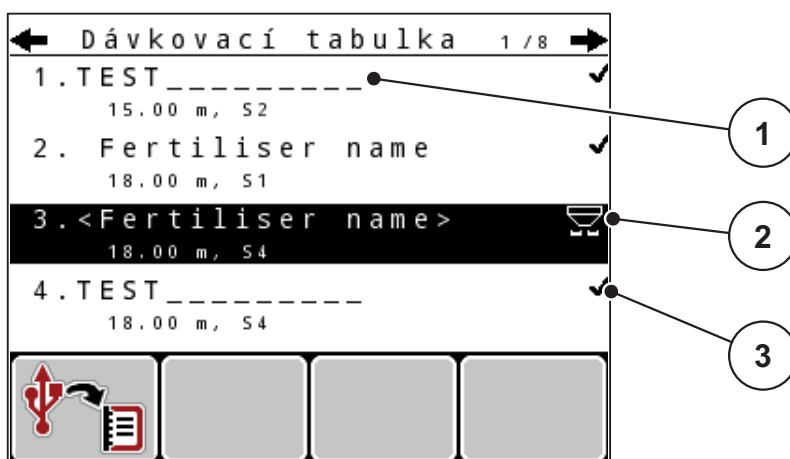 Dávkovací tabulka 1/8
1.TEST_________
15.00 m, S2
1
2. Fertiliser name
18.00 m, S1
3.<Fertiliser name>
18.00 m, S4
2
4.TEST_________
18.00 m, S4
3